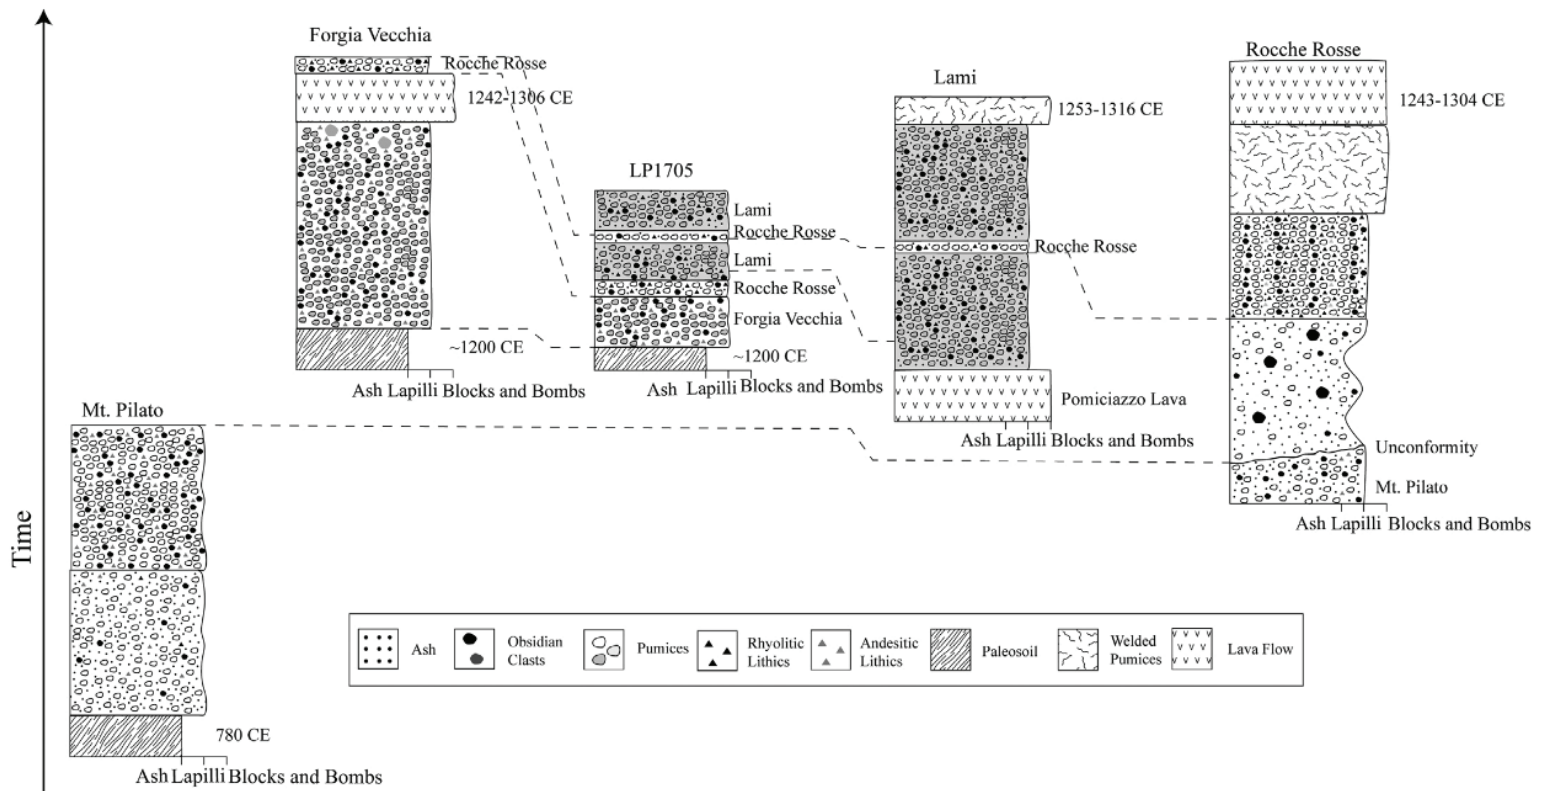 Time
Forgia Vecchia
Rocche Rosse
1242-1306 CE
~1200 CE
Ash Lapilli Blocks and Bombs
LP1705
Lami
Rocche Rosse
Lami
Rocche Rosse
Forgia Vecchia
~1200 CE
Ash Lapilli Blocks and Bombs
Lami
1253-1316 CE
Rocche Rosse
Pomiciazzo Lava
Ash Lapilli Blocks and Bombs
Rocche Rosse
1243-1304 CE
Unconformity
Mt. Pilato
Ash Lapilli Blocks and Bombs
Mt. Pilato
780 CE
Ash Lapilli Blocks and Bombs
Ash
Obsidian
Clasts
Pumices
Rhyolitic
Lithics
Andesitic
Lithics
Paleosoil
Welded
Pumices
Lava Flow